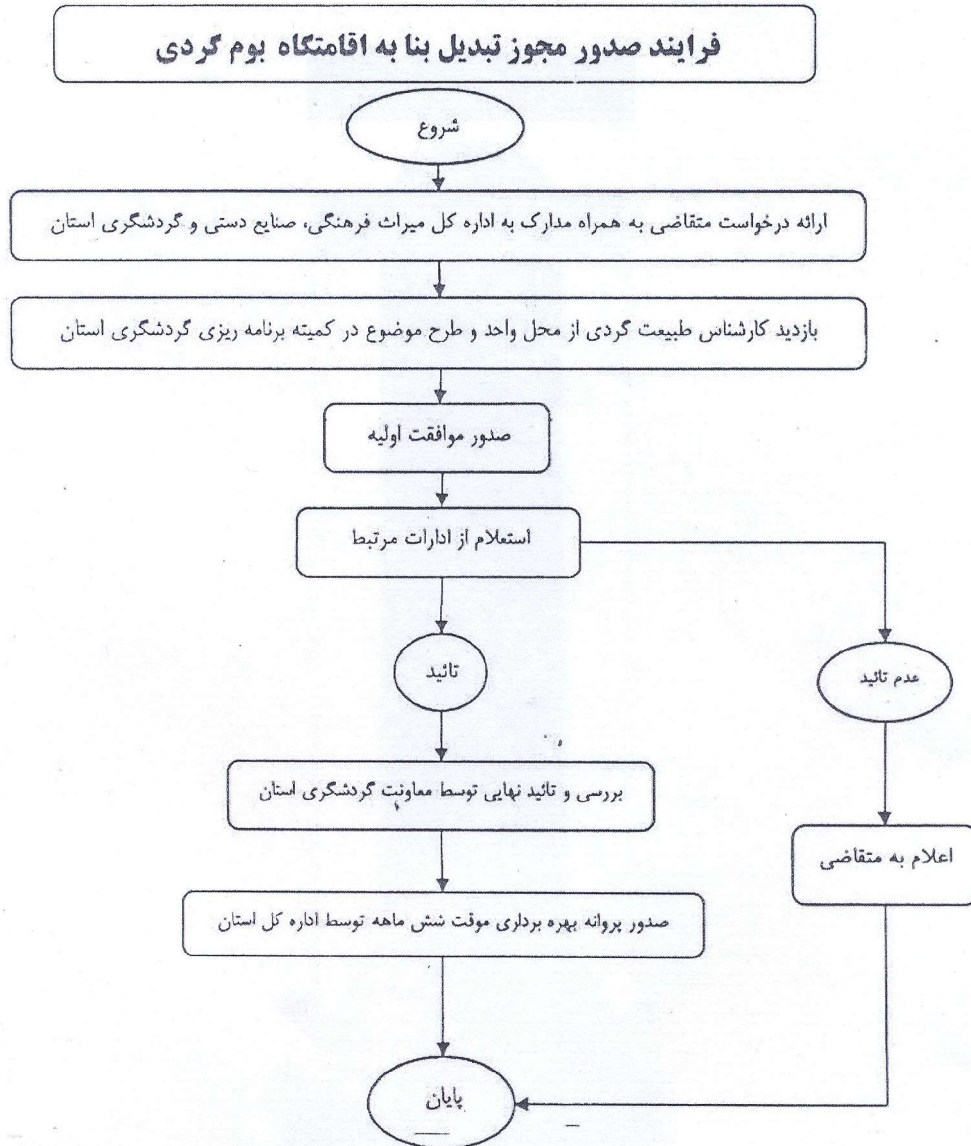 فرایند صدور مجوز تبدیل بنا به اقامتگاه بوم گردی
شروع
ارائه درخواست متقاضی به همراه مدارک به اداره کل میراث فرهنگی، صنایع دستی و گردشگری استان
بازدید کارشناس طبیعت گردی از محل واحد و طرح موضوع در کمیته برنامه ریزی گردشگری استان
صدور موافقت اولیه
استعلام از ادارات مرتبط
تائید
عدم تائید
بررسی و تائید نهایی توسط معاونت گردشگری استان
اعلام به متقاضی
صدور پروانه بهره برداری موقت شش ماهه توسط اداره کل استان
پایان